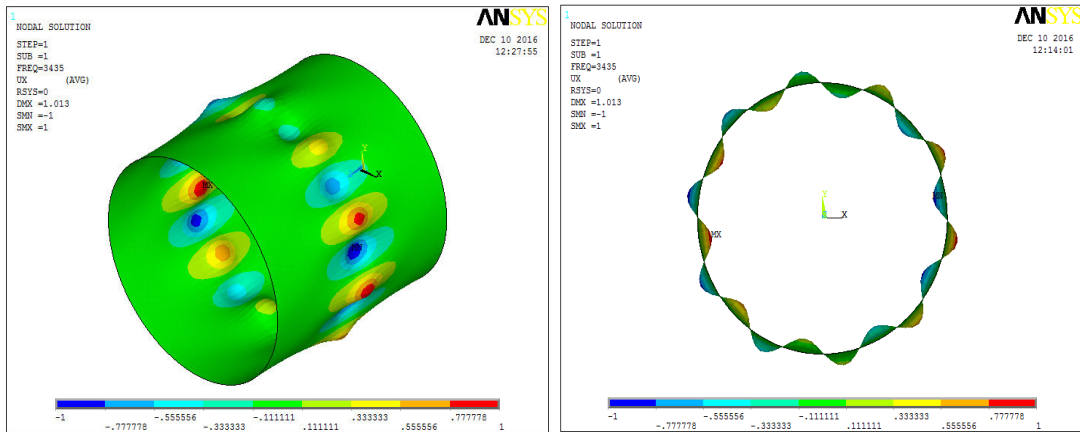 1
NODAL SOLUTION
STEP=1
SUB =1
FREQ=3435
UX (AVG)
RSYS=0
DMX =1.013
SMN =-1
SMX =1
ANSYS
DEC 10 2016
12:27:55
MX
Y
X
MN
-1 -.555556 -.111111 .333333 .777778
-.777778 -.333333 .111111 .555556 1
1
NODAL SOLUTION
STEP=1
SUB =1
FREQ=3435
UX (AVG)
RSYS=0
DMX =1.013
SMN =-1
SMX =1
ANSYS
DEC 10 2016
12:14:01
MN
Y
X
MX
-1 -.555556 -.111111 .333333 .777778
-.777778 -.333333 .111111 .555556 1